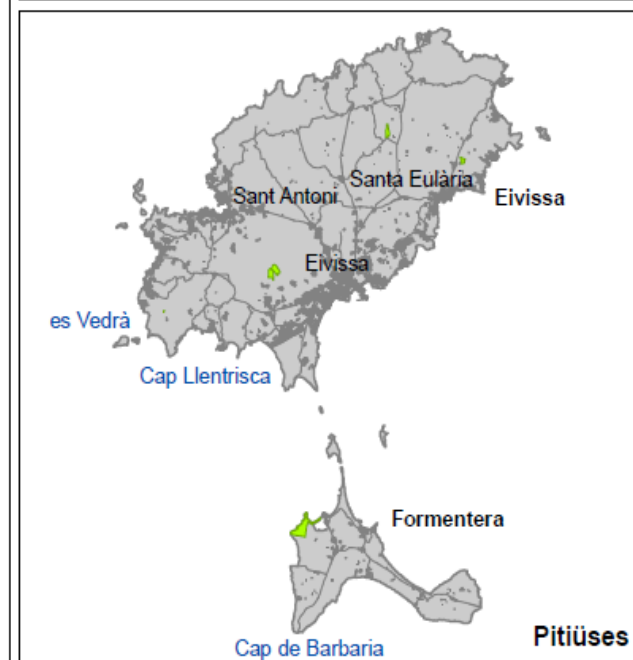 Santa Eulària
Sant Antoni
Eivissa
Eivissa
es Vedrà
Cap Llentrisca
Formentera
Pitiüses
Cap de Barbaria